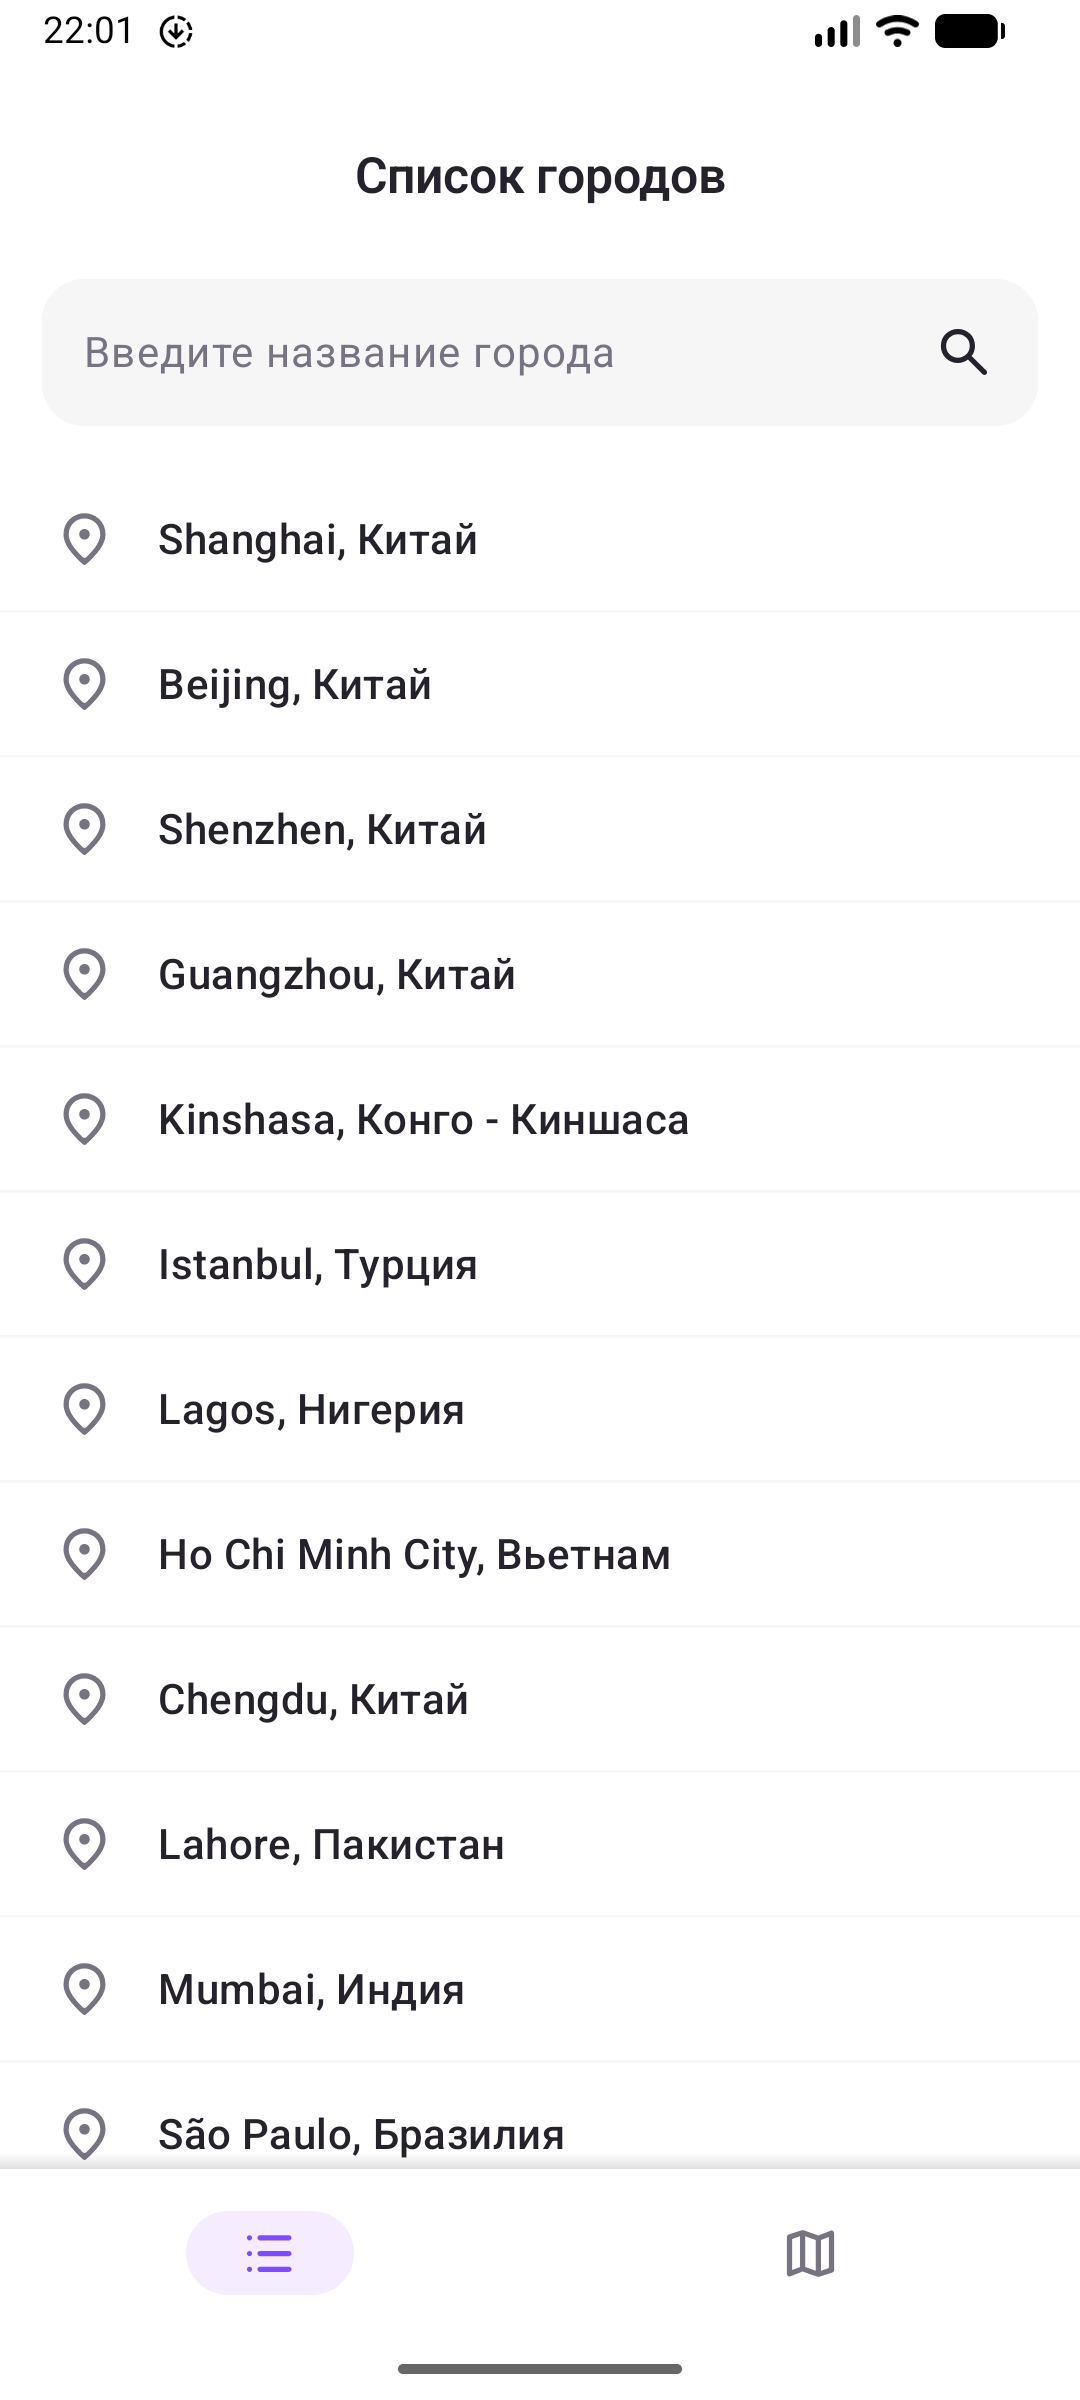 22:01
Список городов
Введите название города
Shanghai, Китай
Beijing, Китай
Shenzhen, Китай
Guangzhou, Китай
Kinshasa, Конго - Киншаса
Istanbul, Турция
Lagos, Нигерия
Ho Chi Minh City, Вьетнам
Chengdu, Китай
Lahore, Пакистан
Mumbai, Индия
São Paulo, Бразилия